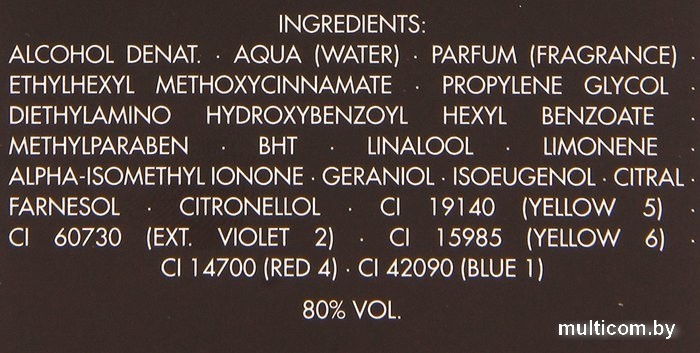 INGREDIENTS:
ALCOHOL DENAT. · AQUA (WATER) · PARFUM (FRAGRANCE) ·
ETHYLHEXYL METHOXYCINNAMATE · PROPYLENE GLYCOL ·
DIETHYLAMINO HYDROXYBENZOYL HEXYL BENZOATE ·
METHYLPARABEN · BHT · LINALOOL · LIMONENE ·
ALPHA-ISOMETHYL IONONE · GERANIOL · ISOEUGENOL · CITRAL ·
FARNESOL · CITRONELLOL · CI 19140 (YELLOW 5) ·
CI 60730 (EXT. VIOLET 2) · CI 15985 (YELLOW 6) ·
CI 14700 (RED 4) · CI 42090 (BLUE 1)
80% VOL.
multicom.by